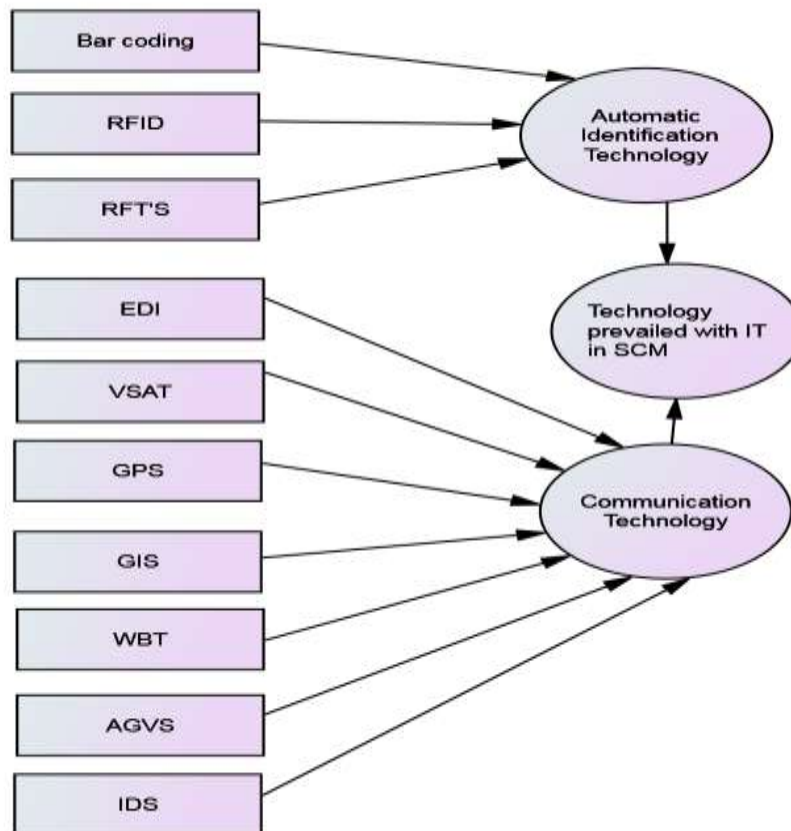 Bar coding
RFID
RFT'S
Automatic
Identification
Technology
EDI
VSAT
GPS
GIS
WBT
AGVS
IDS
Technology
prevailed with IT
in SCM
Communication
Technology